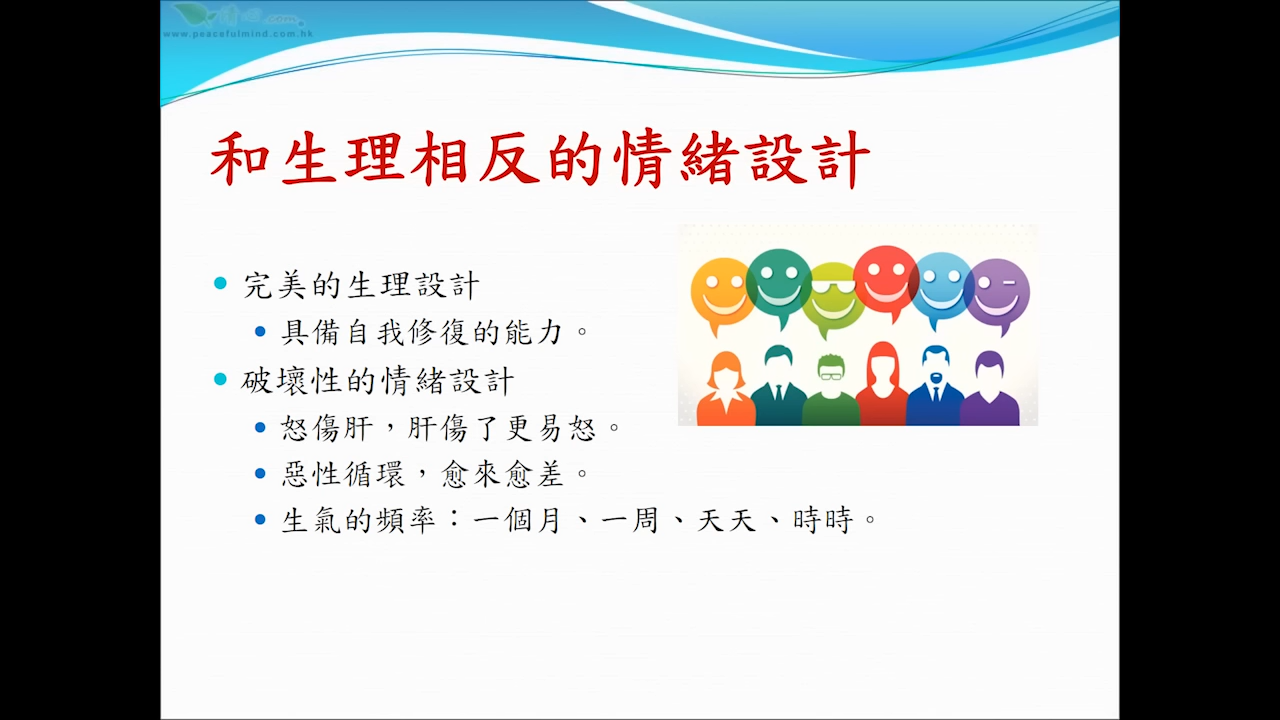 清心.com
www.peacefulmind.com.hk
和生理相反的情緒設計
完美的生理設計
具備自我修復的能力。
破壞性的情緒設計
怒傷肝，肝傷了更易怒。
惡性循環，愈來愈差。
生氣的頻率：一個月、一周、天天、時時。